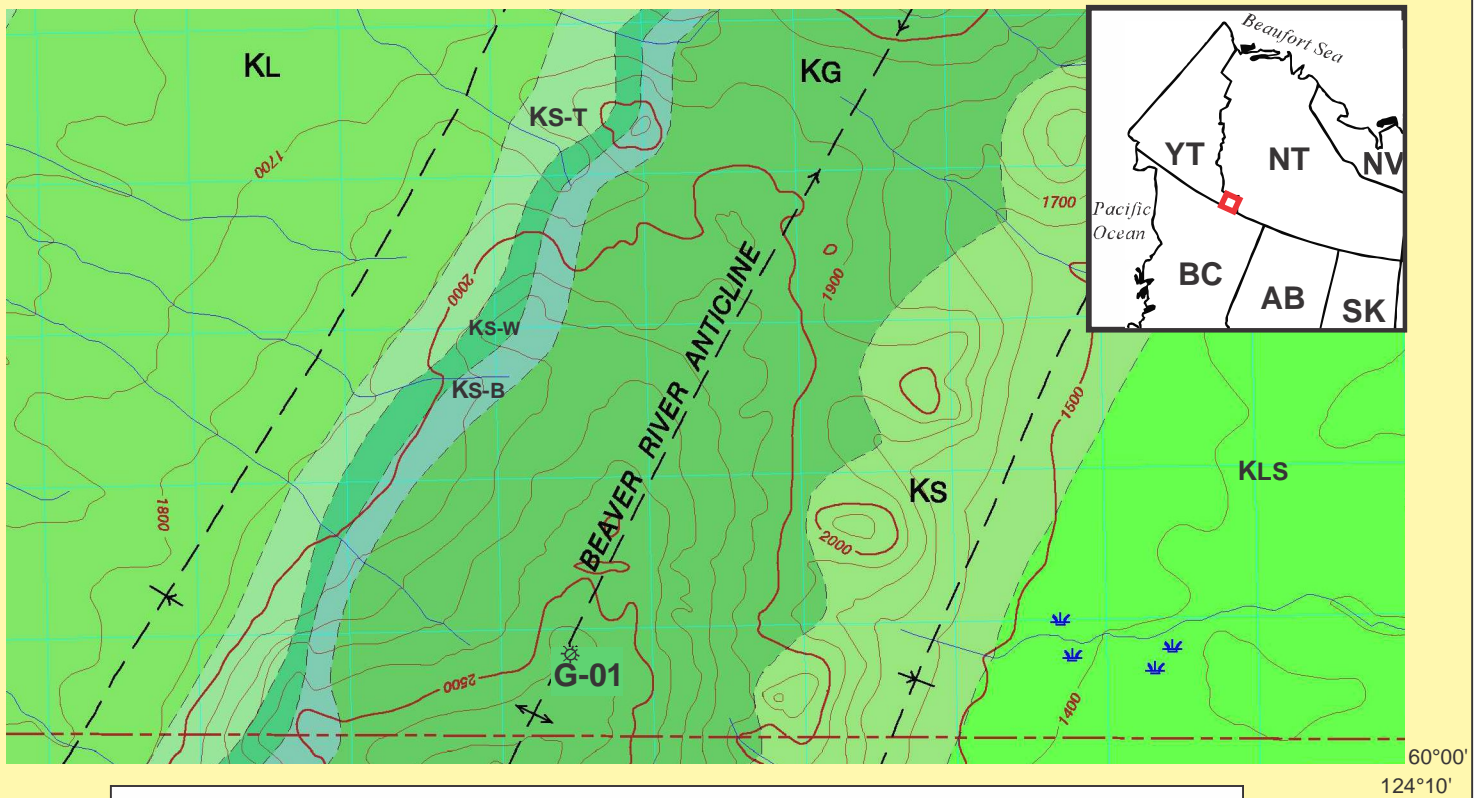 KL
KG
KS-T
1700
2000
KS-W
KS-B
1800
BEAVER RIVER ANTICLINE
1900
1700
KS
2000
1500
KLS
2500
G-01
1400
Beaufort Sea
YT
NT
NV
Pacific
Ocean
BC
AB
SK
60°00'
124°10'